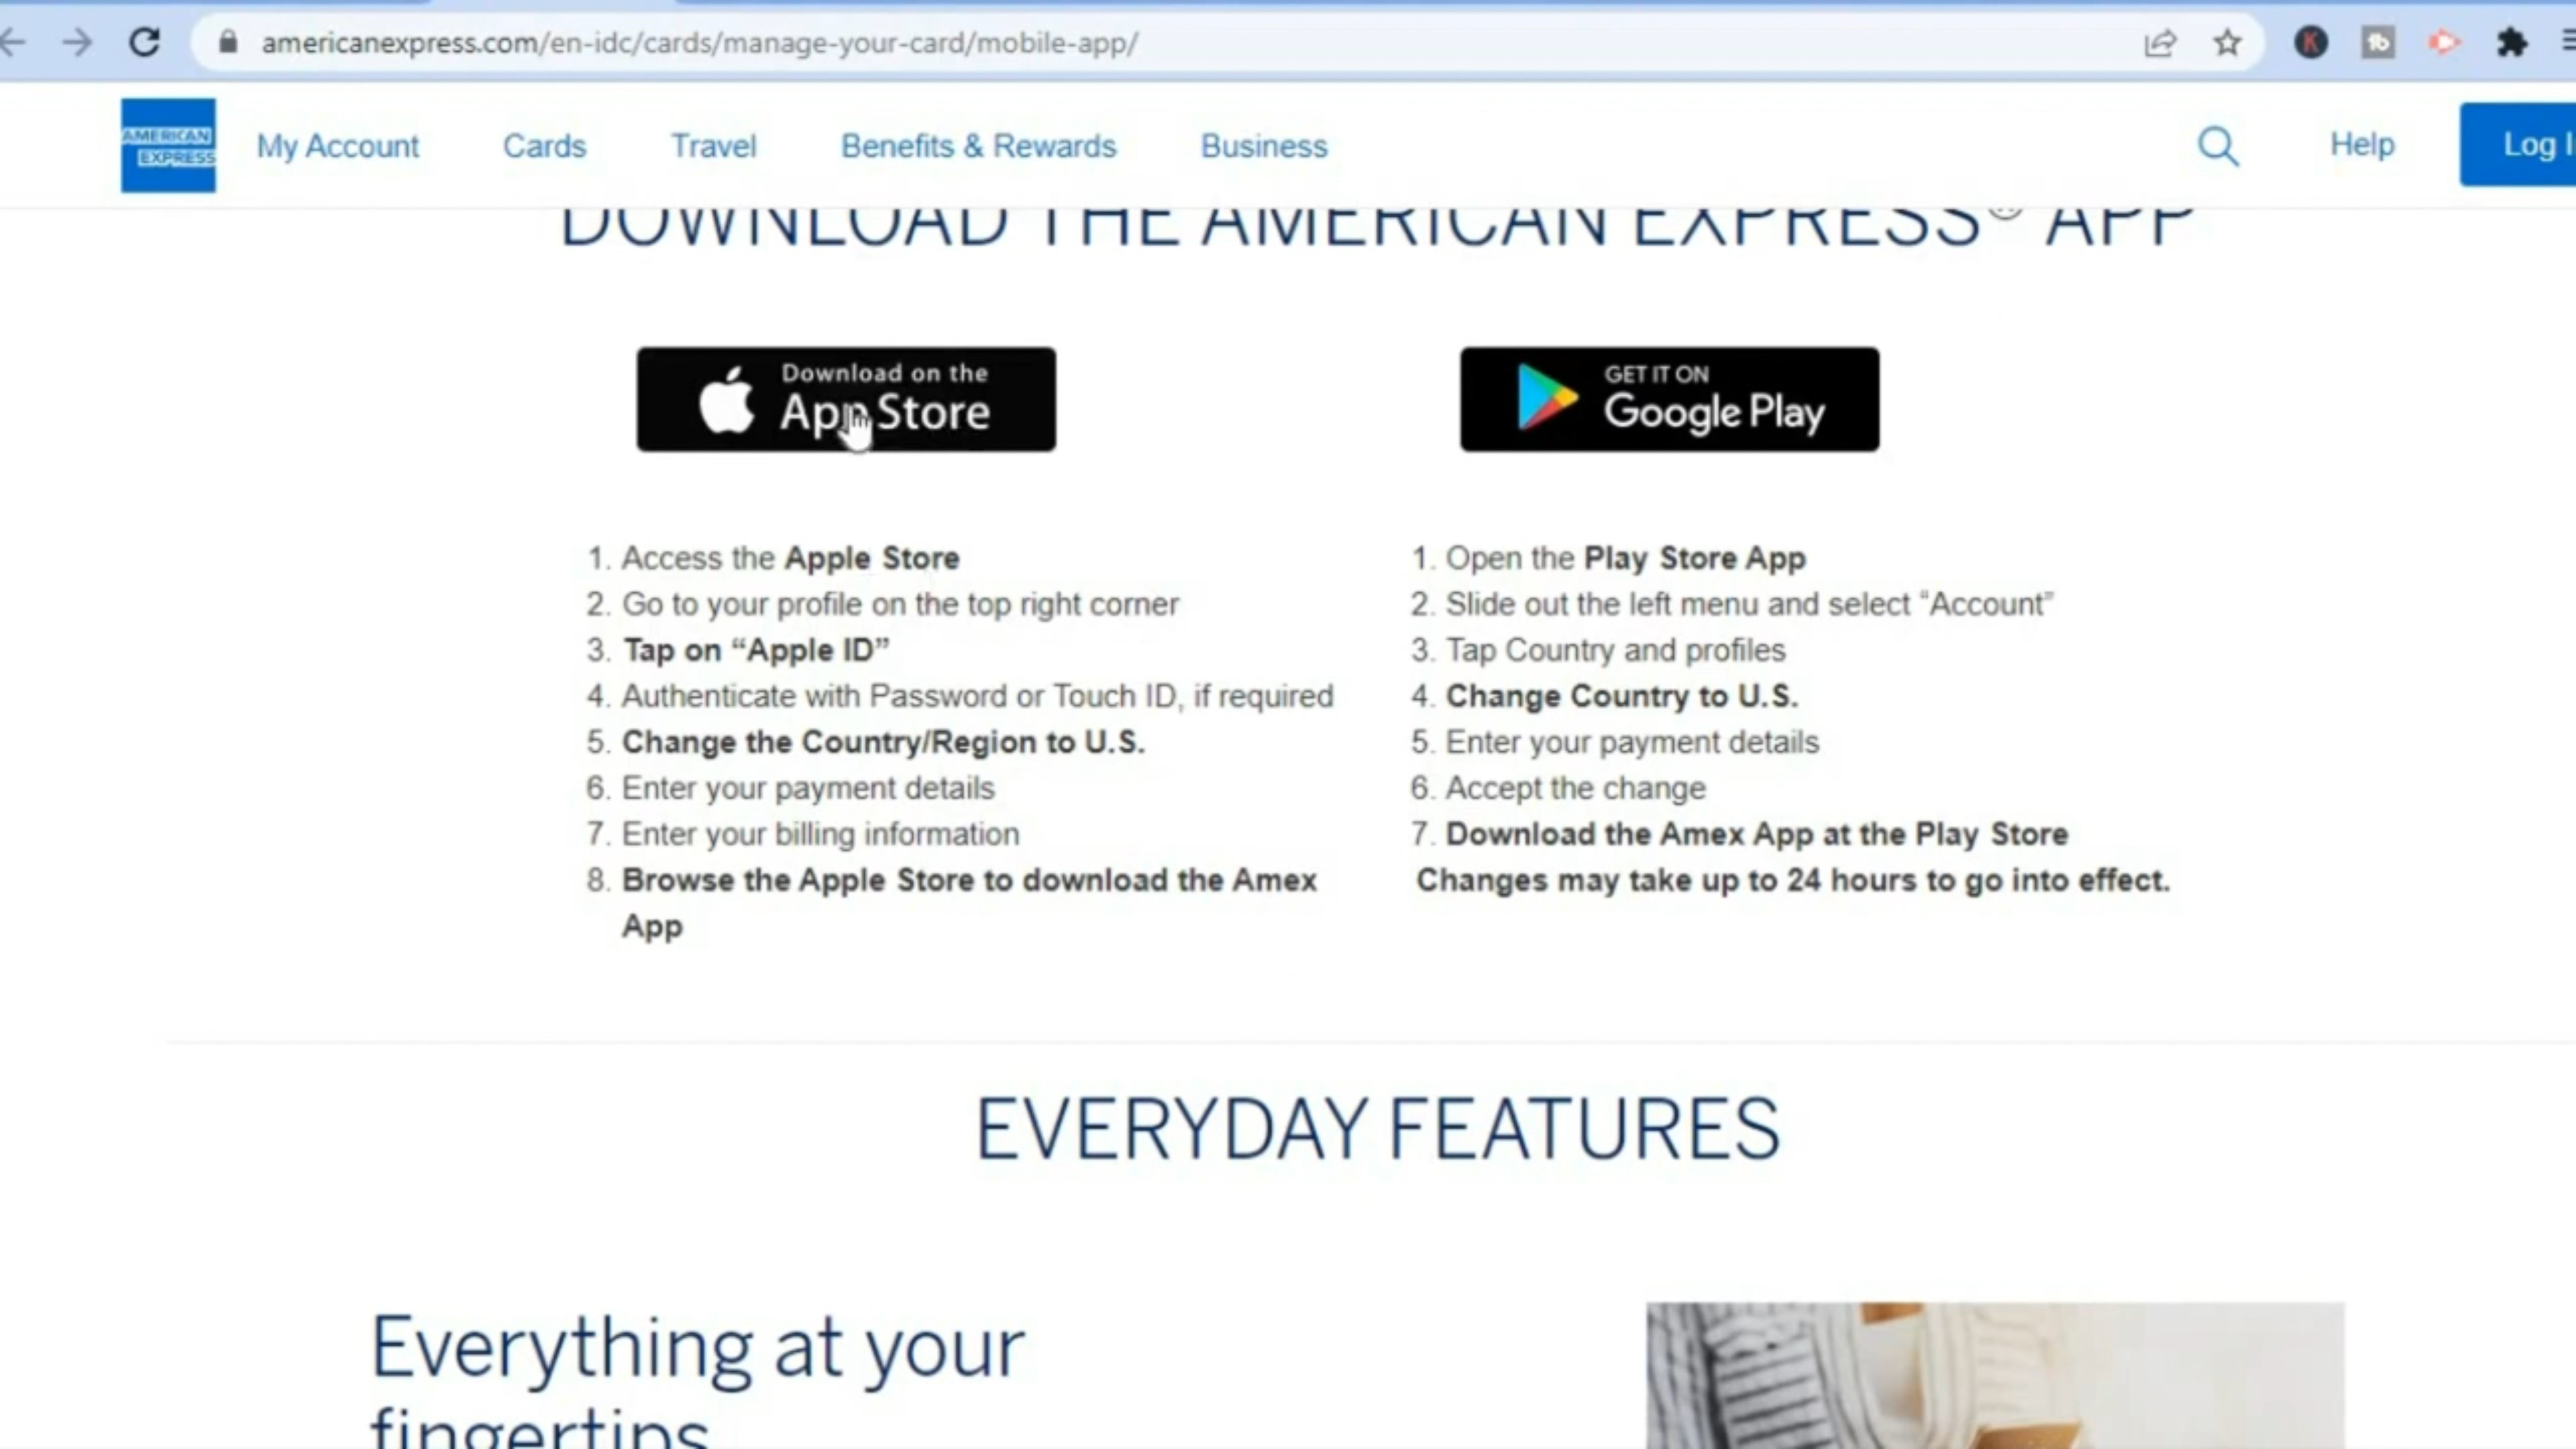 americanexpress.com/en-idc/cards/manage-your-card/mobile-app/
K
tb
AMERICAN
EXPRESS
My Account
Cards
Travel
Benefits & Rewards
Business
Help
Log I
DOWNLOAD THE AMERICAN EXPRESS® APP
Download on the
App Store
GET IT ON
Google Play
1. Access the Apple Store
2. Go to your profile on the top right corner
3. Tap on “Apple ID”
4. Authenticate with Password or Touch ID, if required
5. Change the Country/Region to U.S.
6. Enter your payment details
7. Enter your billing information
8. Browse the Apple Store to download the Amex
App
1. Open the Play Store App
2. Slide out the left menu and select “Account”
3. Tap Country and profiles
4. Change Country to U.S.
5. Enter your payment details
6. Accept the change
7. Download the Amex App at the Play Store
Changes may take up to 24 hours to go into effect.
EVERYDAY FEATURES
Everything at your
fingertips